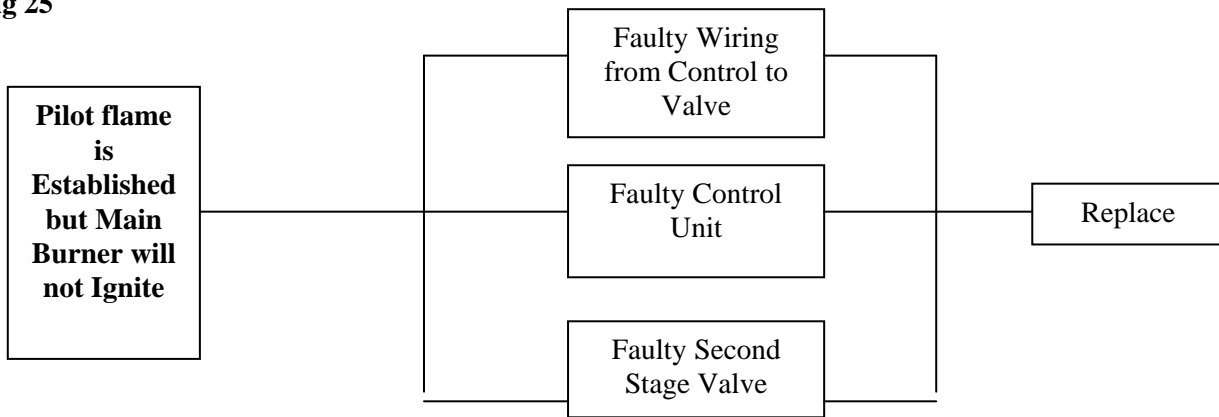 g 25
Pilot flame
is
Established
but Main
Burner will
not Ignite
Faulty Wiring
from Control to
Valve
Faulty Control
Unit
Faulty Second
Stage Valve
Replace